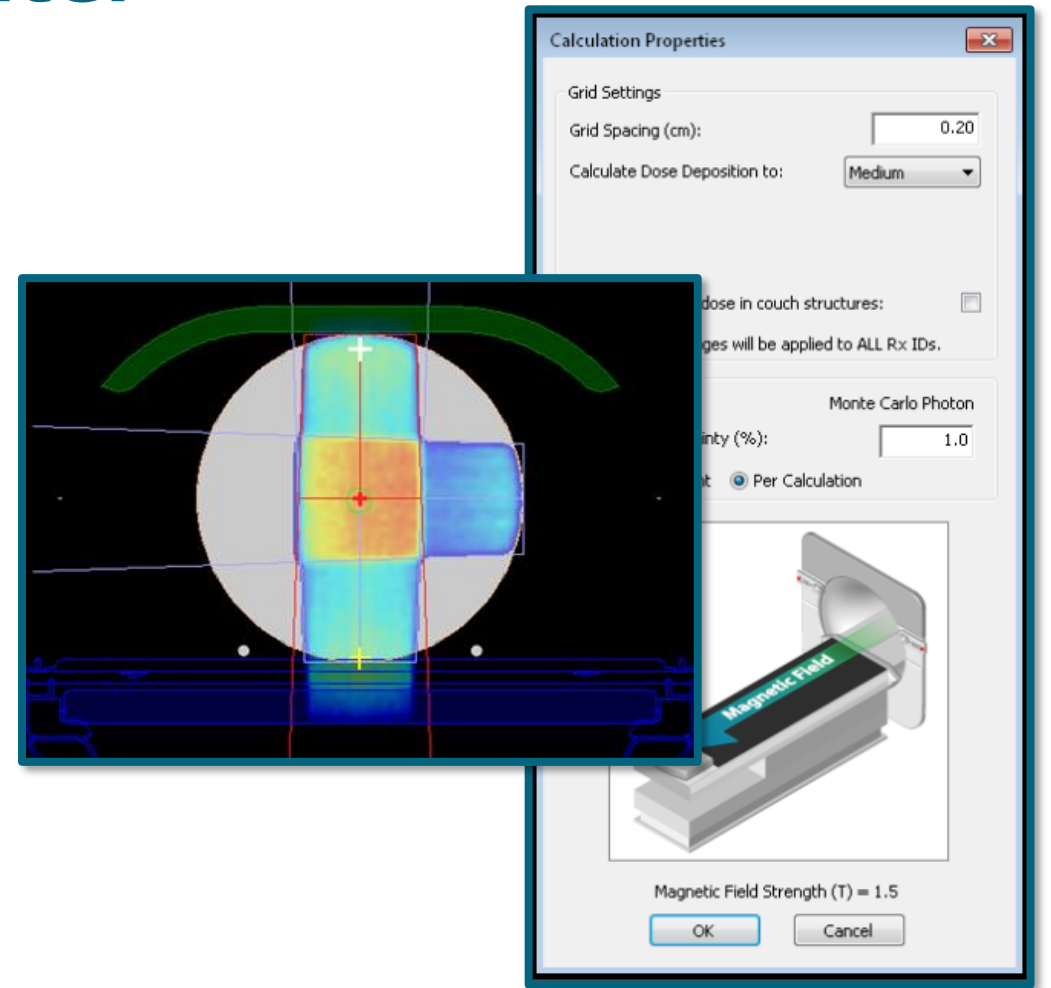 Calculation Properties
Grid Settings
Grid Spacing (cm): 0.20
Calculate Dose Deposition to: Medium
dose in couch structures:
ges will be applied to ALL Rx IDs.
Monte Carlo Photon
inty (%): 1.0
Per Calculation
Magnetic Field
Magnetic Field Strength (T) = 1.5
OK Cancel